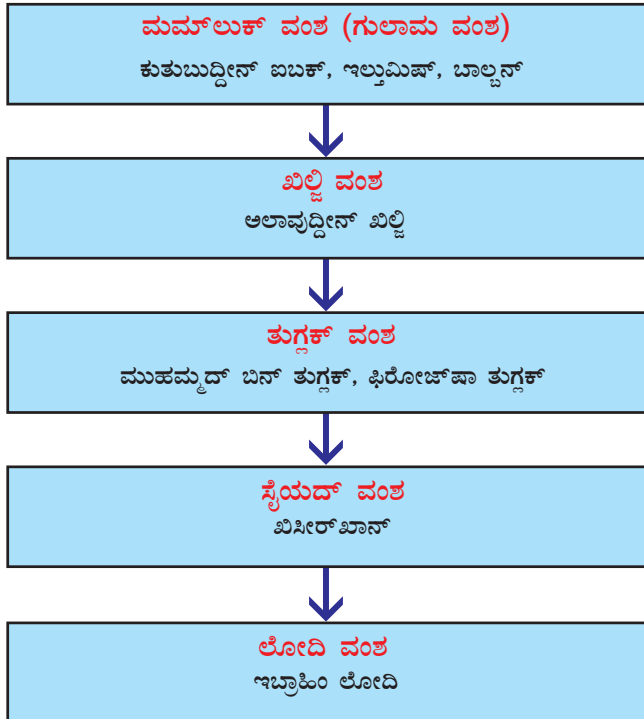 ಮಮ್‌ಲುಕ್ ವಂಶ (ಗುಲಾಮ ವಂಶ)
ಕುತುಬುದ್ದೀನ್ ಐಬಕ್, ಇಲ್ತುಮಿಷ್, ಬಾಲ್ಬನ್
ಖಿಲ್ಜಿ ವಂಶ
ಅಲಾವುದ್ದೀನ್ ಖಿಲ್ಜಿ
ತುಗ್ಲಕ್ ವಂಶ
ಮುಹಮ್ಮದ್ ಬಿನ್ ತುಗ್ಲಕ್, ಫಿರೋಜ್‌ಷಾ ತುಗ್ಲಕ್
ಸೈಯದ್ ವಂಶ
ಖಿಸೀರ್‌ಖಾನ್
ಲೋದಿ ವಂಶ
ಇಬ್ರಾಹಿಂ ಲೋದಿ